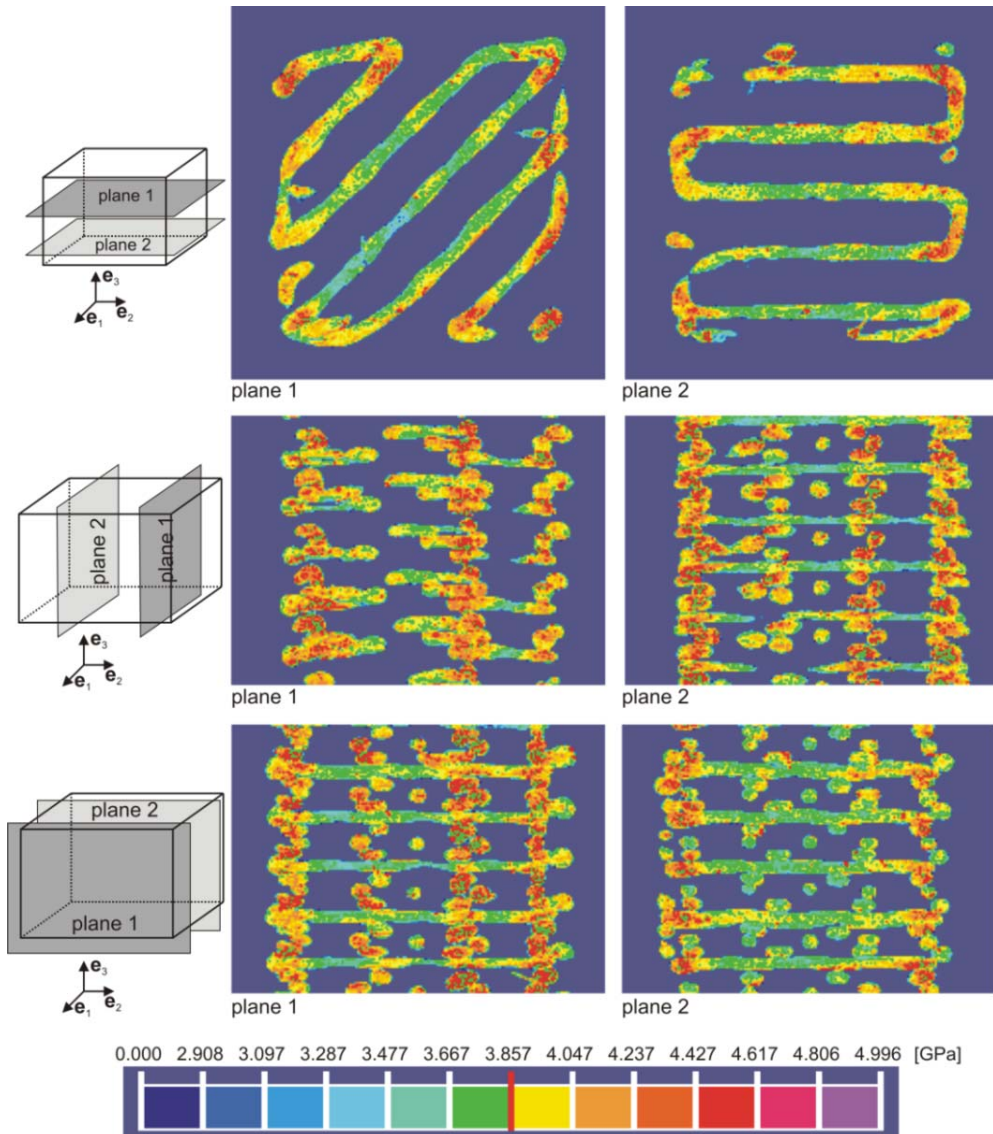 plane 1
plane 2
e3
e1 e2
plane 1 plane 2
plane 2
plane 1
e3
e1 e2
plane 1 plane 2
plane 2
plane 1
e3
e1 e2
plane 1 plane 2
0.000 2.908 3.097 3.287 3.477 3.667 3.857 4.047 4.237 4.427 4.617 4.806 4.996 [GPa]